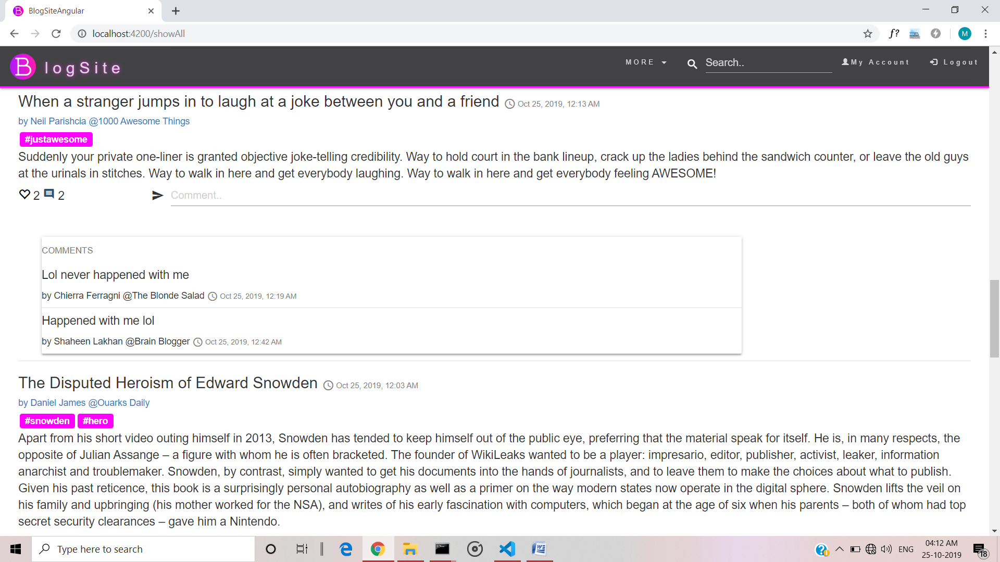 BlogSiteAngular
localhost:4200/showAll
f?
M
B logSite
MORE
Search..
My Account
Logout
When a stranger jumps in to laugh at a joke between you and a friend Oct 25, 2019, 12:13 AM
by Neil Parishcia @1000 Awesome Things
#justawesome
Suddenly your private one-liner is granted objective joke-telling credibility. Way to hold court in the bank lineup, crack up the ladies behind the sandwich counter, or leave the old guys
at the urinals in stitches. Way to walk in here and get everybody laughing. Way to walk in here and get everybody feeling AWESOME!
2 2 Comment..
COMMENTS
Lol never happened with me
by Chierra Ferragni @The Blonde Salad Oct 25, 2019, 12:19 AM
Happened with me lol
by Shaheen Lakhan @Brain Blogger Oct 25, 2019, 12:42 AM
The Disputed Heroism of Edward Snowden Oct 25, 2019, 12:03 AM
by Daniel James @Ouarks Daily
#snowden #hero
Apart from his short video outing himself in 2013, Snowden has tended to keep himself out of the public eye, preferring that the material speak for itself. He is, in many respects, the
opposite of Julian Assange – a figure with whom he is often bracketed. The founder of WikiLeaks wanted to be a player: impresario, editor, publisher, activist, leaker, information
anarchist and troublemaker. Snowden, by contrast, simply wanted to get his documents into the hands of journalists, and to leave them to make the choices about what to publish.
Given his past reticence, this book is a surprisingly personal autobiography as well as a primer on the way modern states now operate in the digital sphere. Snowden lifts the veil on
his family and upbringing (his mother worked for the NSA), and writes of his early fascination with computers, which began at the age of six when his parents – both of whom had top
secret security clearances – gave him a Nintendo.
Type here to search
ENG
04:12 AM
25-10-2019
18